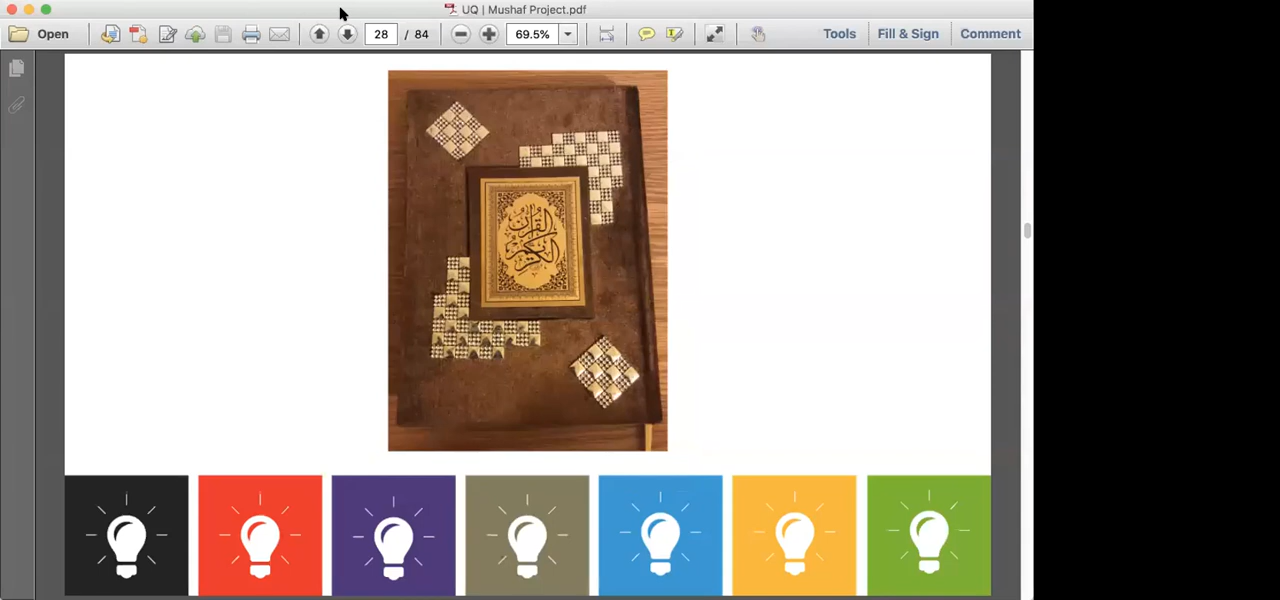 UQ | Mushaf Project.pdf
Open
28 / 84
69.5%
Tools
Fill & Sign
Comment
القرآن
الكريم